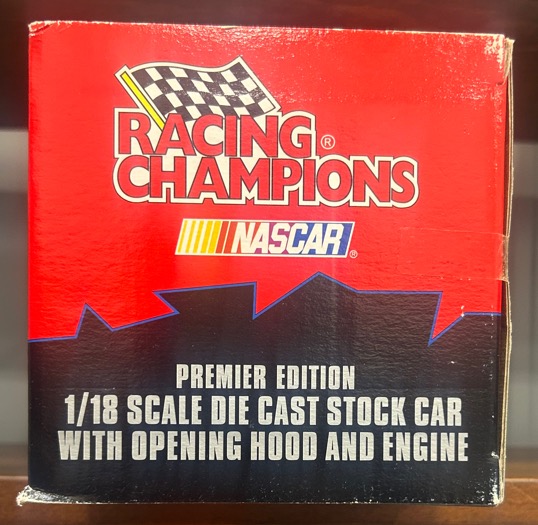 RACING ®
CHAMPIONS
NASCAR ®
PREMIER EDITION
1/18 SCALE DIE CAST STOCK CAR
WITH OPENING HOOD AND ENGINE